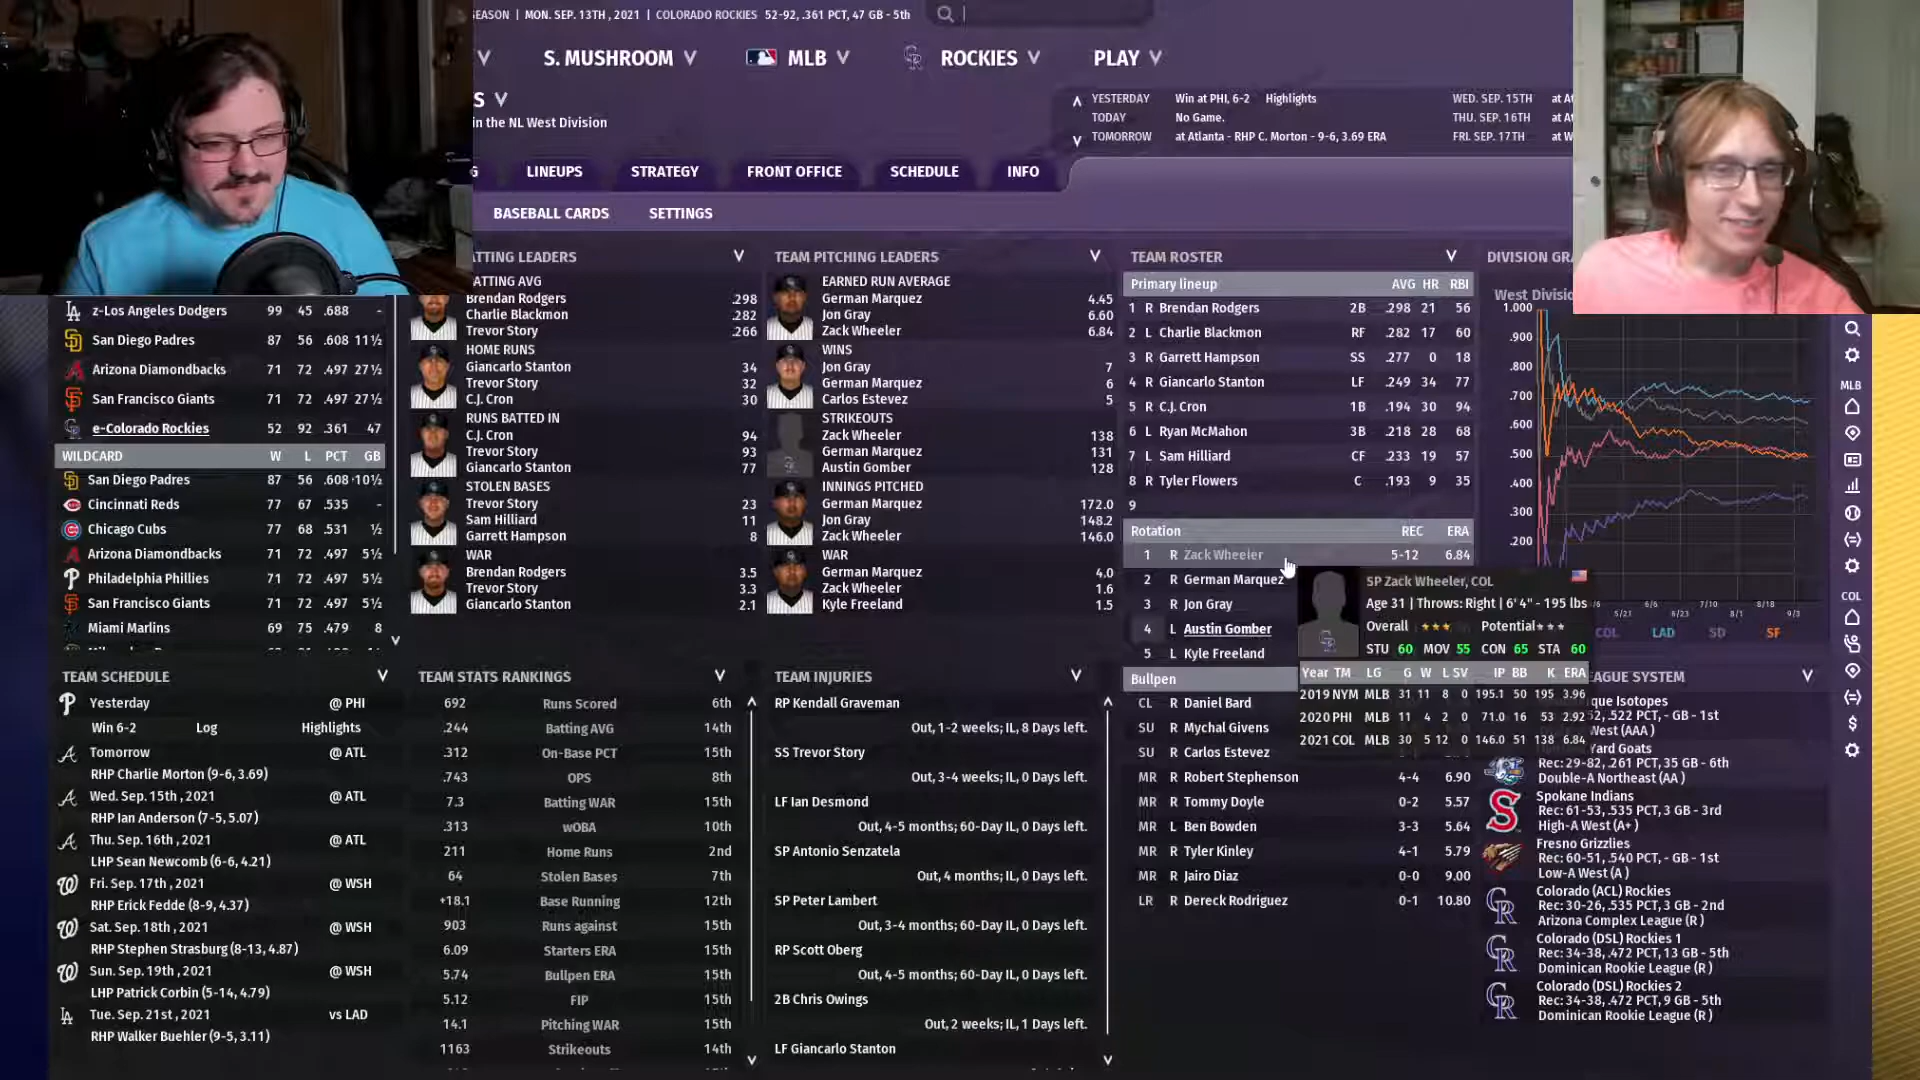 SEASON | MON. SEP. 13TH, 2021 | COLORADO ROCKIES 52-92, .361 PCT, 47 GB - 5th
S. MUSHROOM MLB ROCKIES PLAY
in the NL West Division
YESTERDAY Win at PHI, 6-2 Highlights
TODAY No Game.
TOMORROW at Atlanta - RHP C. Morton - 9-6, 3.69 ERA
WED. SEP. 15TH
THU. SEP. 16TH
FRI. SEP. 17TH
LINEUPS STRATEGY FRONT OFFICE SCHEDULE INFO
BASEBALL CARDS SETTINGS
z-Los Angeles Dodgers 99 45 .688 -
San Diego Padres 87 56 .608 11½
Arizona Diamondbacks 71 72 .497 27½
San Francisco Giants 71 72 .497 27½
e-Colorado Rockies 52 92 .361 47
WILDCARD W L PCT GB
San Diego Padres 87 56 .608 +10½
Cincinnati Reds 77 67 .535 -
Chicago Cubs 77 68 .531 ½
Arizona Diamondbacks 71 72 .497 5½
Philadelphia Phillies 71 72 .497 5½
San Francisco Giants 71 72 .497 5½
Miami Marlins 69 75 .479 8
TTING LEADERS
ATTING AVG
Brendan Rodgers .298
Charlie Blackmon .282
Trevor Story .266
HOME RUNS
Giancarlo Stanton 34
Trevor Story 32
C.J. Cron 30
RUNS BATTED IN
C.J. Cron 94
Trevor Story 93
Giancarlo Stanton 77
STOLEN BASES
Trevor Story 23
Sam Hilliard 11
Garrett Hampson 8
WAR
Brendan Rodgers 3.5
Trevor Story 3.3
Giancarlo Stanton 2.1
TEAM PITCHING LEADERS
EARNED RUN AVERAGE
German Marquez 4.45
Jon Gray 6.60
Zack Wheeler 6.84
WINS
Jon Gray 7
German Marquez 6
Carlos Estevez 5
STRIKEOUTS
Zack Wheeler 138
German Marquez 131
Austin Gomber 128
INNINGS PITCHED
German Marquez 172.0
Jon Gray 148.2
Zack Wheeler 146.0
WAR
German Marquez 4.0
Zack Wheeler 1.6
Kyle Freeland 1.5
TEAM ROSTER
Primary lineup AVG HR RBI
1 R Brendan Rodgers 2B .298 21 56
2 L Charlie Blackmon RF .282 17 60
3 R Garrett Hampson SS .277 0 18
4 R Giancarlo Stanton LF .249 34 77
5 R C.J. Cron 1B .194 30 94
6 L Ryan McMahon 3B .218 28 68
7 L Sam Hilliard CF .233 19 57
8 R Tyler Flowers C .193 9 35
9
Rotation REC ERA
1 R Zack Wheeler 5-12 6.84
2 R German Marquez
3 R Jon Gray
4 L Austin Gomber
5 L Kyle Freeland
Bullpen
CL R Daniel Bard
SU R Mychal Givens
SU R Carlos Estevez
MR R Robert Stephenson 4-4 6.90
MR R Tommy Doyle 0-2 5.57
MR L Ben Bowden 3-3 5.64
MR R Tyler Kinley 4-1 5.79
MR R Jairo Diaz 0-0 9.00
LR R Dereck Rodriguez 0-1 10.80
SP Zack Wheeler, COL
Age 31 | Throws: Right | 6' 4" - 195 lbs
Overall Potential
STU 60 MOV 55 CON 65 STA 60
Year TM LG G W L SV IP BB K ERA
2019 NYM MLB 31 11 8 0 195.1 50 195 3.96
2020 PHI MLB 11 4 2 0 71.0 16 53 2.92
2021 COL MLB 30 5 12 0 146.0 51 138 6.84
DIVISION GRA
West Divisio
1.000
.900
.800
.700
.600
.500
.400
.300
.200
5/21 6/6 6/23 7/10 8/1 8/18 9/3
COL LAD SD SF
TEAM SCHEDULE
Yesterday @ PHI
Win 6-2 Log Highlights
Tomorrow @ ATL
RHP Charlie Morton (9-6, 3.69)
Wed. Sep. 15th, 2021 @ ATL
RHP Ian Anderson (7-5, 5.07)
Thu. Sep. 16th, 2021 @ ATL
LHP Sean Newcomb (6-6, 4.21)
Fri. Sep. 17th, 2021 @ WSH
RHP Erick Fedde (8-9, 4.37)
Sat. Sep. 18th, 2021 @ WSH
RHP Stephen Strasburg (8-13, 4.87)
Sun. Sep. 19th, 2021 @ WSH
LHP Patrick Corbin (5-14, 4.79)
Tue. Sep. 21st, 2021 vs LAD
RHP Walker Buehler (9-5, 3.11)
TEAM STATS RANKINGS
692 Runs Scored 6th
.244 Batting AVG 14th
.312 On-Base PCT 15th
.743 OPS 8th
7.3 Batting WAR 15th
.313 wOBA 10th
211 Home Runs 2nd
64 Stolen Bases 7th
+18.1 Base Running 12th
903 Runs against 15th
6.09 Starters ERA 15th
5.74 Bullpen ERA 15th
5.12 FIP 15th
14.1 Pitching WAR 15th
1163 Strikeouts 14th
TEAM INJURIES
RP Kendall Graveman
Out, 1-2 weeks; IL, 8 Days left.
SS Trevor Story
Out, 3-4 weeks; IL, 0 Days left.
LF Ian Desmond
Out, 4-5 months; 60-Day IL, 0 Days left.
SP Antonio Senzatela
Out, 4 months; IL, 0 Days left.
SP Peter Lambert
Out, 3-4 months; 60-Day IL, 0 Days left.
RP Scott Oberg
Out, 4-5 months; 60-Day IL, 0 Days left.
2B Chris Owings
Out, 2 weeks; IL, 1 Days left.
LF Giancarlo Stanton
AGUE SYSTEM
que Isotopes
52, .522 PCT, - GB - 1st
West (AAA )
Yard Goats
Rec: 29-82, .261 PCT, 35 GB - 6th
Double-A Northeast (AA )
Spokane Indians
Rec: 61-53, .535 PCT, 3 GB - 3rd
High-A West (A+ )
Fresno Grizzlies
Rec: 60-51, .540 PCT, - GB - 1st
Low-A West (A )
Colorado (ACL) Rockies
Rec: 30-26, .535 PCT, 3 GB - 2nd
Arizona Complex League (R )
Colorado (DSL) Rockies 1
Rec: 34-38, .472 PCT, 13 GB - 5th
Dominican Rookie League (R )
Colorado (DSL) Rockies 2
Rec: 34-38, .472 PCT, 9 GB - 5th
Dominican Rookie League (R )
MLB
COL